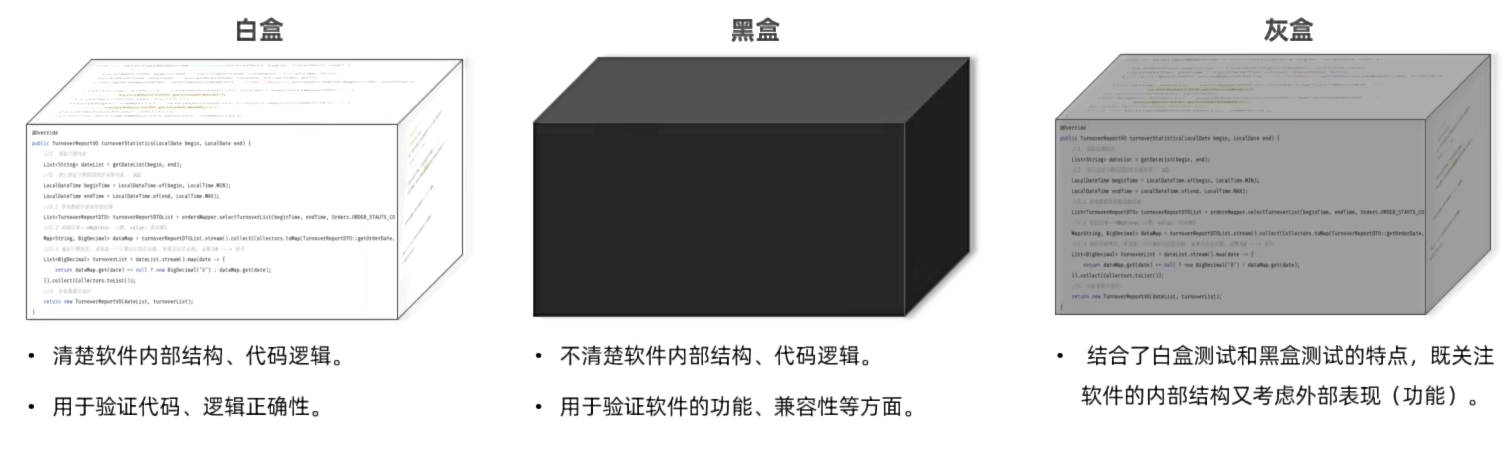 白盒
@Override
public TurnoverReportVO turnoverStatistics(LocalDate begin, LocalDate end) {
List<String> dateList = getDateList(begin, end);
LocalDateTime beginTime = LocalDateTime.of(begin, LocalTime.MIN);
LocalDateTime endTime = LocalDateTime.of(end, LocalTime.MAX);
List<TurnoverReportDTO> turnoverReportDTOList = ordersMapper.selectTurnoverList(beginTime, endTime, Orders.ORDER_STAUTS_CO
Map<String, BigDecimal> dataMap = turnoverReportDTOList.stream().collect(Collectors.toMap(TurnoverReportDTO::getOrderDate,
List<BigDecimal> turnoverList = dateList.stream().map(date -> {
return dataMap.get(date) == null ? new BigDecimal("0") : dataMap.get(date);
}).collect(Collectors.toList());
return new TurnoverReportVO(dateList, turnoverList);
}
• 清楚软件内部结构、代码逻辑。
• 用于验证代码、逻辑正确性。
黑盒
• 不清楚软件内部结构、代码逻辑。
• 用于验证软件的功能、兼容性等方面。
灰盒
@Override
public TurnoverReportVO turnoverStatistics(LocalDate begin, LocalDate end) {
List<String> dateList = getDateList(begin, end);
LocalDateTime beginTime = LocalDateTime.of(begin, LocalTime.MIN);
LocalDateTime endTime = LocalDateTime.of(end, LocalTime.MAX);
List<TurnoverReportDTO> turnoverReportDTOList = ordersMapper.selectTurnoverList(beginTime, endTime, Orders.ORDER_STAUTS_CO
Map<String, BigDecimal> dataMap = turnoverReportDTOList.stream().collect(Collectors.toMap(TurnoverReportDTO::getOrderDate,
List<BigDecimal> turnoverList = dateList.stream().map(date -> {
return dataMap.get(date) == null ? new BigDecimal("0") : dataMap.get(date);
}).collect(Collectors.toList());
return new TurnoverReportVO(dateList, turnoverList);
}
• 结合了白盒测试和黑盒测试的特点，既关注
软件的内部结构又考虑外部表现（功能）。